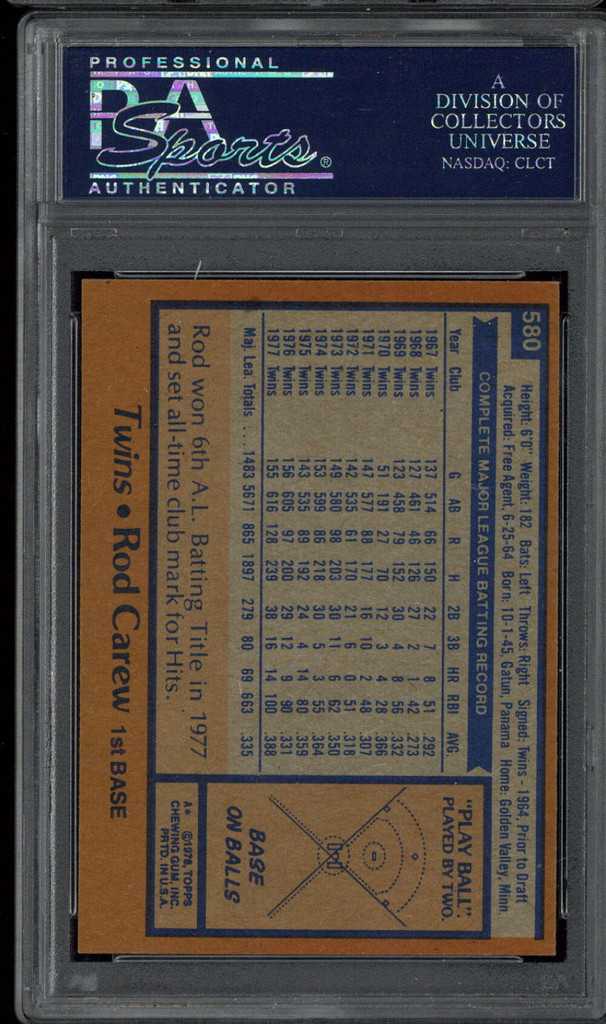 PROFESSIONAL
PSA
Sports®
AUTHENTICATOR
A
DIVISION OF
COLLECTORS
UNIVERSE
NASDAQ: CLCT
580
Height: 6'0" Weight: 182 Bats: Left Throws: Right Signed: Twins - 1964, Prior to Draft
Acquired: Free Agent, 6-25-64 Born: 10-1-45, Gatun, Panama Home: Golden Valley, Minn.
COMPLETE MAJOR LEAGUE BATTING RECORD
Year Club G AB R H 2B 3B HR RBI AVG.
1967 Twins 137 514 66 150 22 7 8 51 .292
1968 Twins 127 461 46 126 27 2 1 42 .273
1969 Twins 123 458 79 152 30 4 8 56 .332
1970 Twins 51 191 27 70 12 3 4 28 .366
1971 Twins 147 577 88 177 16 10 2 48 .307
1972 Twins 142 535 61 170 21 6 0 51 .318
1973 Twins 149 580 98 203 30 11 6 62 .350
1974 Twins 153 599 86 218 30 5 3 55 .364
1975 Twins 143 535 89 192 24 4 14 80 .359
1976 Twins 156 605 97 200 29 12 9 90 .331
1977 Twins 155 616 128 239 38 16 14 100 .388
Maj. Lea. Totals ... 1483 5671 865 1897 279 80 69 663 .335
Rod won 6th A.L. Batting Title in 1977
and set all-time club mark for Hits.
Twins • Rod Carew 1st BASE
"PLAY BALL".
PLAYED BY TWO.
BASE
ON BALLS
A* ©1978, TOPPS
CHEWING GUM, INC.
PRTD. IN U.S.A.